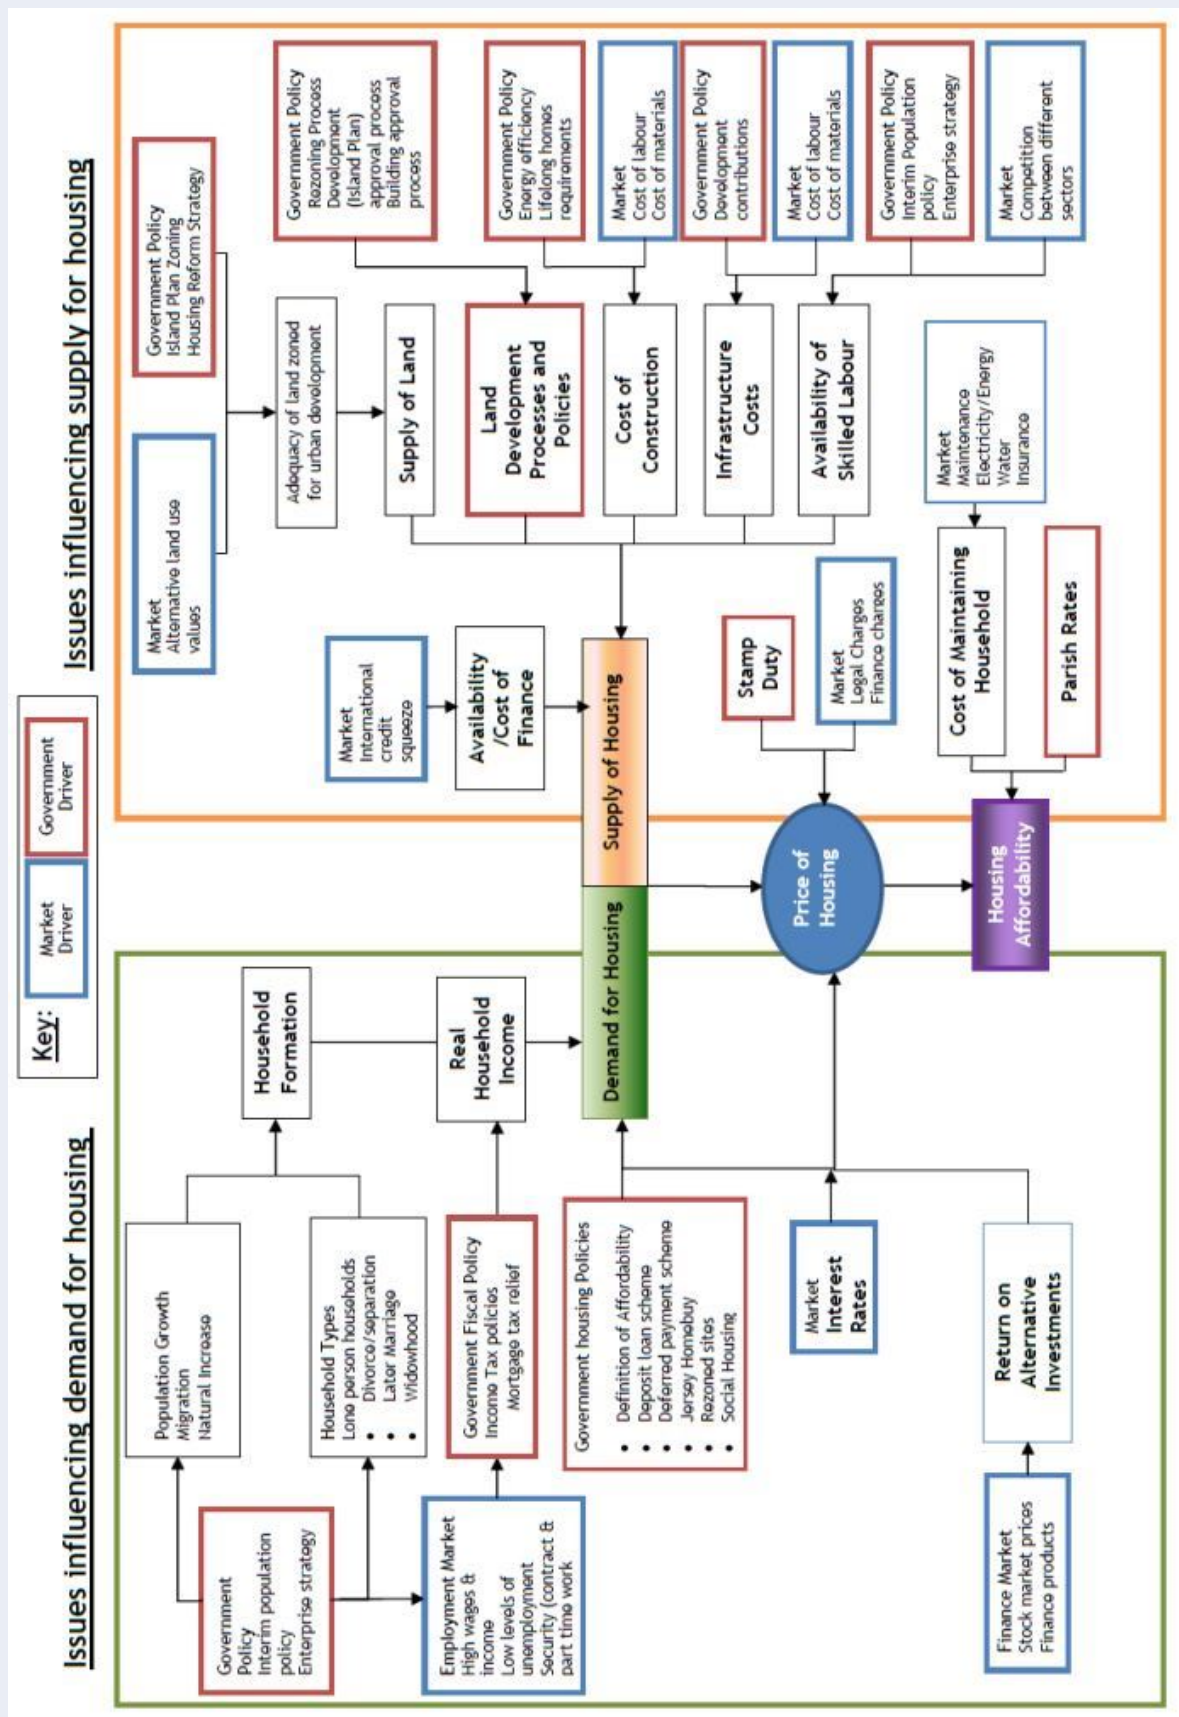 Issues influencing demand for housing
Key:
Market
Driver
Government
Driver
Issues influencing supply for housing
Government
Policy
Interim population
policy
Enterprise strategy
Population Growth
Migration
Natural Increase
Household Types
Lone person households
• Divorce/separation
• Later Marriage
• Widowhood
Household
Formation
Employment Market
High wages &
income
Low levels of
unemployment
Security (contract &
part time work
Government Fiscal Policy
Income Tax policies
Mortgage tax relief
Real
Household
Income
Government housing Policies
• Definition of Affordability
• Deposit loan scheme
• Deferred payment scheme
• Jersey Homebuy
• Rezoned sites
• Social Housing
Market
Interest
Rates
Finance Market
Stock market prices
Finance products
Return on
Alternative
Investments
Demand for Housing
Supply of Housing
Price of
Housing
Housing
Affordability
Market
Alternative land use
values
Government Policy
Island Plan Zoning
Housing Reform Strategy
Adequacy of land zoned
for urban development
Supply of Land
Government Policy
Rezoning Process
Development
(Island Plan)
approval process
Building approval
process
Land
Development
Processes and
Policies
Government Policy
Energy efficiency
Lifelong homes
requirements
Market
Cost of labour
Cost of materials
Cost of
Construction
Government Policy
Development
contributions
Market
Cost of labour
Cost of materials
Infrastructure
Costs
Government Policy
Interim Population
policy
Enterprise strategy
Market
Competition
between different
sectors
Availability of
Skilled Labour
Market
International
credit
squeeze
Availability
/Cost of
Finance
Stamp
Duty
Market
Legal Charges
Finance charges
Market
Maintenance
Electricity/Energy
Water
Insurance
Cost of Maintaining
Household
Parish Rates